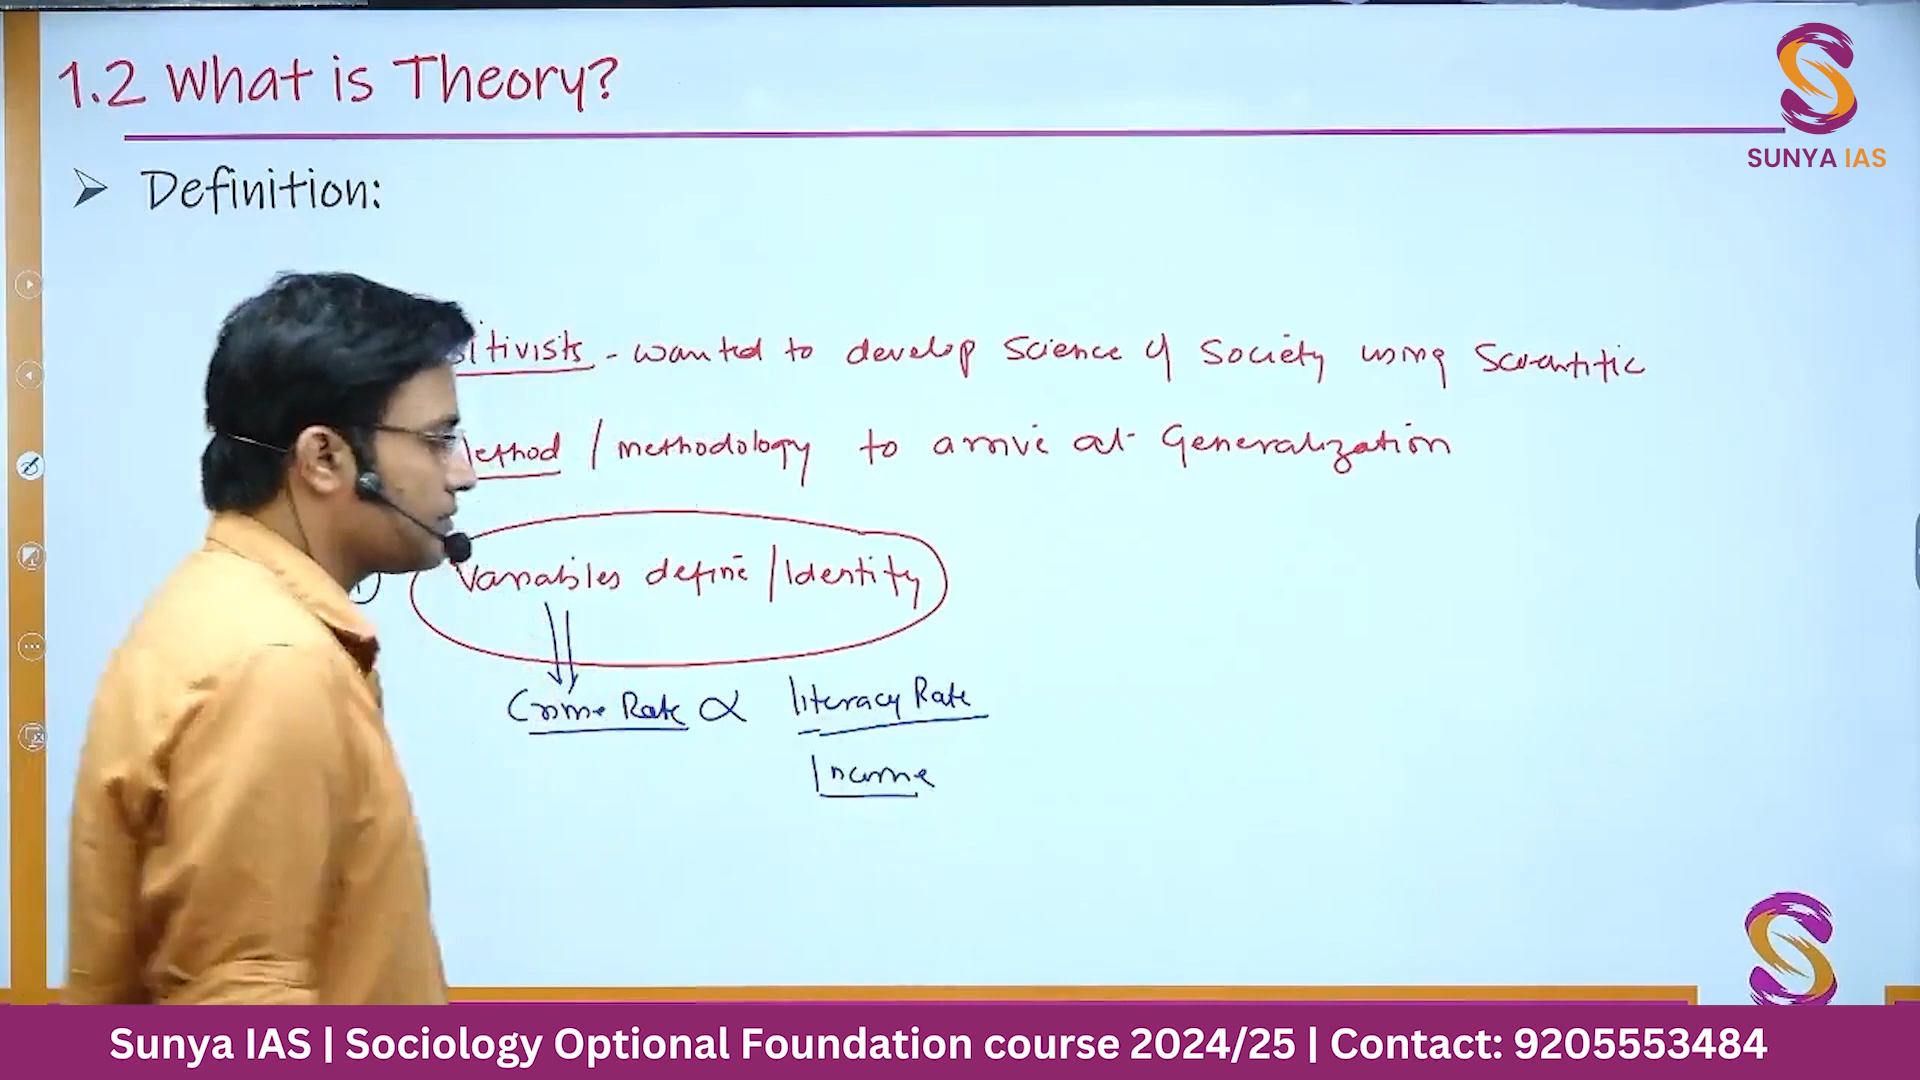 1.2 What is Theory?
SUNYA IAS
➢ Definition:
itivists - wanted to develop Science of Society using Scientific
ethod / methodology to arrive at Generalization
Variables define / Identity
Crime Rate ∝ literacy Rate
Income
Sunya IAS | Sociology Optional Foundation course 2024/25 | Contact: 9205553484